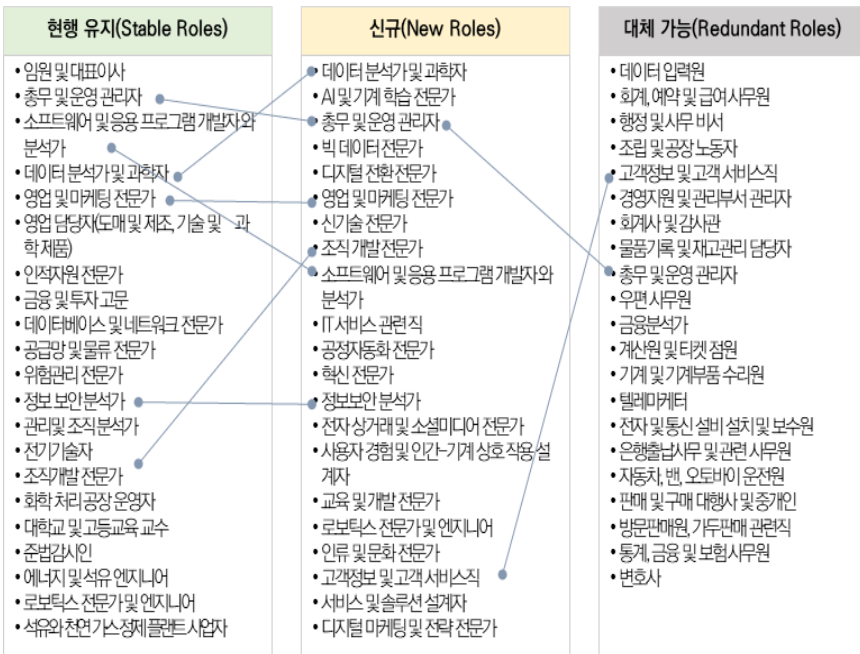 현행 유지(Stable Roles)
• 임원 및 대표이사
• 총무 및 운영 관리자
• 소프트웨어 및 응용 프로그램 개발자와
분석가
• 데이터 분석가 및 과학자
• 영업 및 마케팅 전문가
• 영업 담당자(도매 및 제조, 기술 및 과
학 제품)
• 인적자원 전문가
• 금융 및 투자 고문
• 데이터베이스 및 네트워크 전문가
• 공급망 및 물류 전문가
• 위험관리 전문가
• 정보 보안 분석가
• 관리 및 조직 분석가
• 전기기술자
• 조직개발 전문가
• 화학 처리 공장 운영자
• 대학교 및 고등교육 교수
• 준법감시인
• 에너지 및 석유 엔지니어
• 로보틱스 전문가 및 엔지니어
• 석유와 천연 가스 정제 플랜트 사업자
신규(New Roles)
• 데이터 분석가 및 과학자
• AI 및 기계 학습 전문가
• 총무 및 운영 관리자
• 빅 데이터 전문가
• 디지털 전환 전문가
• 영업 및 마케팅 전문가
• 신기술 전문가
• 조직 개발 전문가
• 소프트웨어 및 응용 프로그램 개발자와
분석가
• IT 서비스 관련 직
• 공정자동화 전문가
• 혁신 전문가
• 정보보안 분석가
• 전자 상거래 및 소셜미디어 전문가
• 사용자 경험 및 인간-기계 상호 작용 설
계자
• 교육 및 개발 전문가
• 로보틱스 전문가 및 엔지니어
• 인류 및 문화 전문가
• 고객정보 및 고객 서비스직
• 서비스 및 솔루션 설계자
• 디지털 마케팅 및 전략 전문가
대체 가능(Redundant Roles)
• 데이터 입력원
• 회계, 예약 및 급여 사무원
• 행정 및 사무 비서
• 조립 및 공장 노동자
• 고객정보 및 고객 서비스직
• 경영지원 및 관리부서 관리자
• 회계사 및 감사관
• 물품기록 및 재고관리 담당자
• 총무 및 운영 관리자
• 우편 사무원
• 금융분석가
• 계산원 및 티켓 점원
• 기계 및 기계부품 수리원
• 텔레마케터
• 전자 및 통신 설비 설치 및 보수원
• 은행출납사무 및 관련 사무원
• 자동차, 밴, 오토바이 운전원
• 판매 및 구매 대행사 및 중개인
• 방문판매원, 가두판매 관련직
• 통계, 금융 및 보험사무원
• 변호사